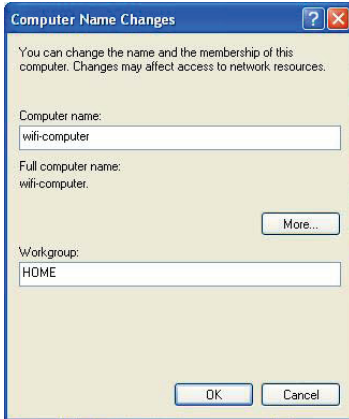 Computer Name Changes
You can change the name and the membership of this
computer. Changes may affect access to network resources.
Computer name:
wifi-computer
Full computer name:
wifi-computer.
More...
Workgroup:
HOME
OK Cancel